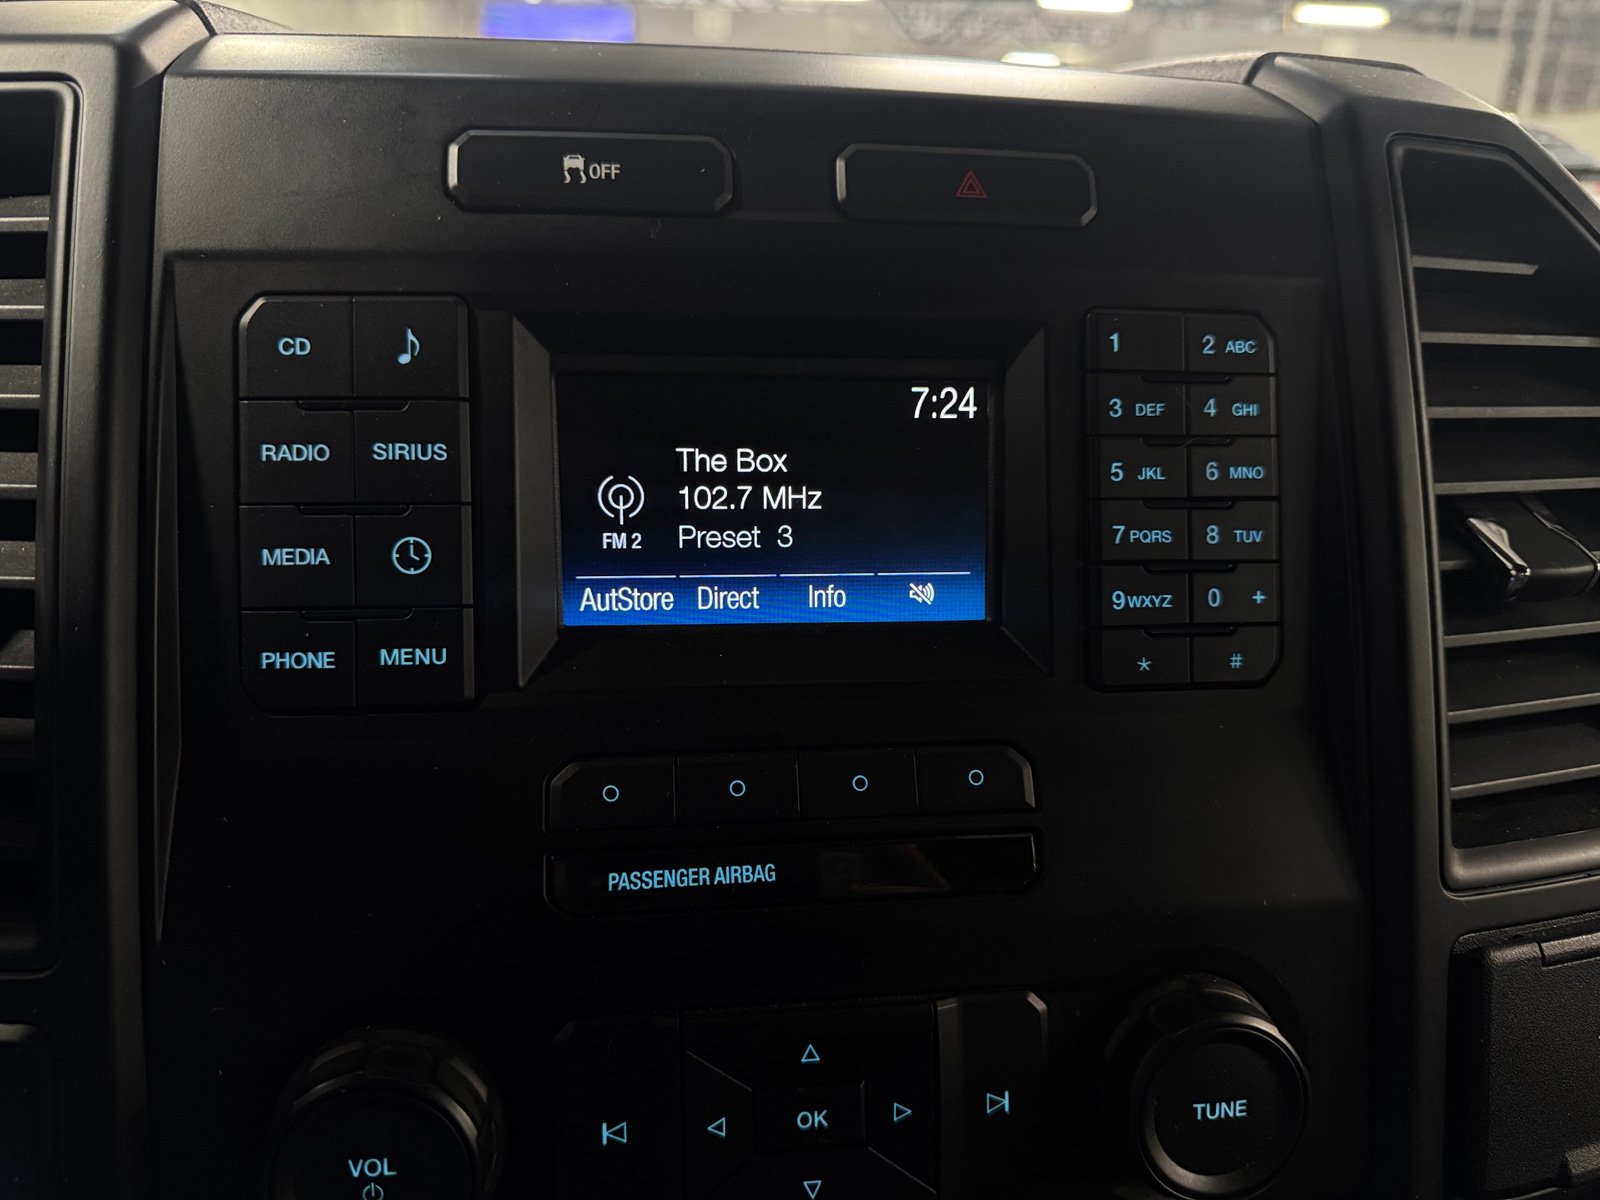 OFF
CD
RADIO SIRIUS
MEDIA
PHONE MENU
7:24
The Box
102.7 MHz
FM 2
Preset 3
AutStore Direct Info
1 2 ABC
3 DEF 4 GHI
5 JKL 6 MNO
7 PQRS 8 TUV
9 WXYZ 0 +
* #
PASSENGER AIRBAG
OK
VOL
TUNE